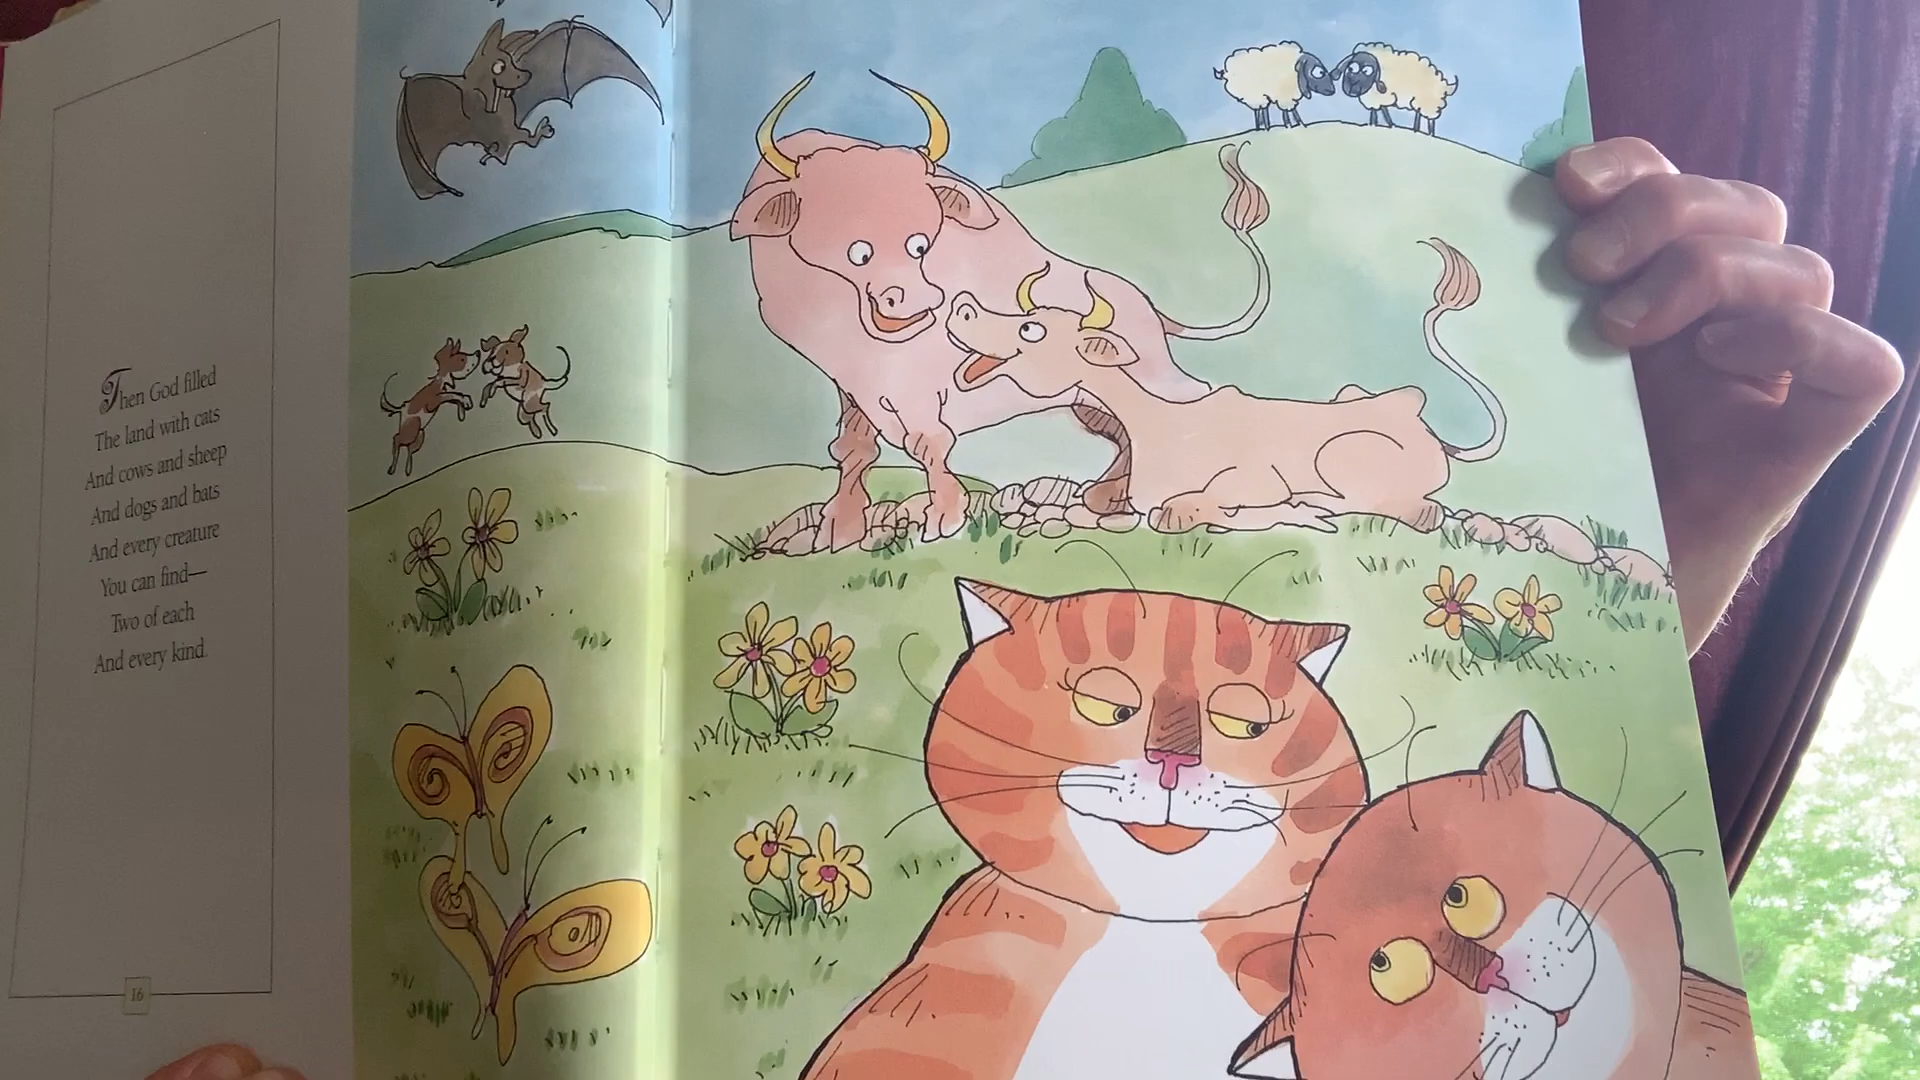 Then God filled
The land with cats
And cows and sheep
And dogs and bats
And every creature
You can find—
Two of each
And every kind.
16